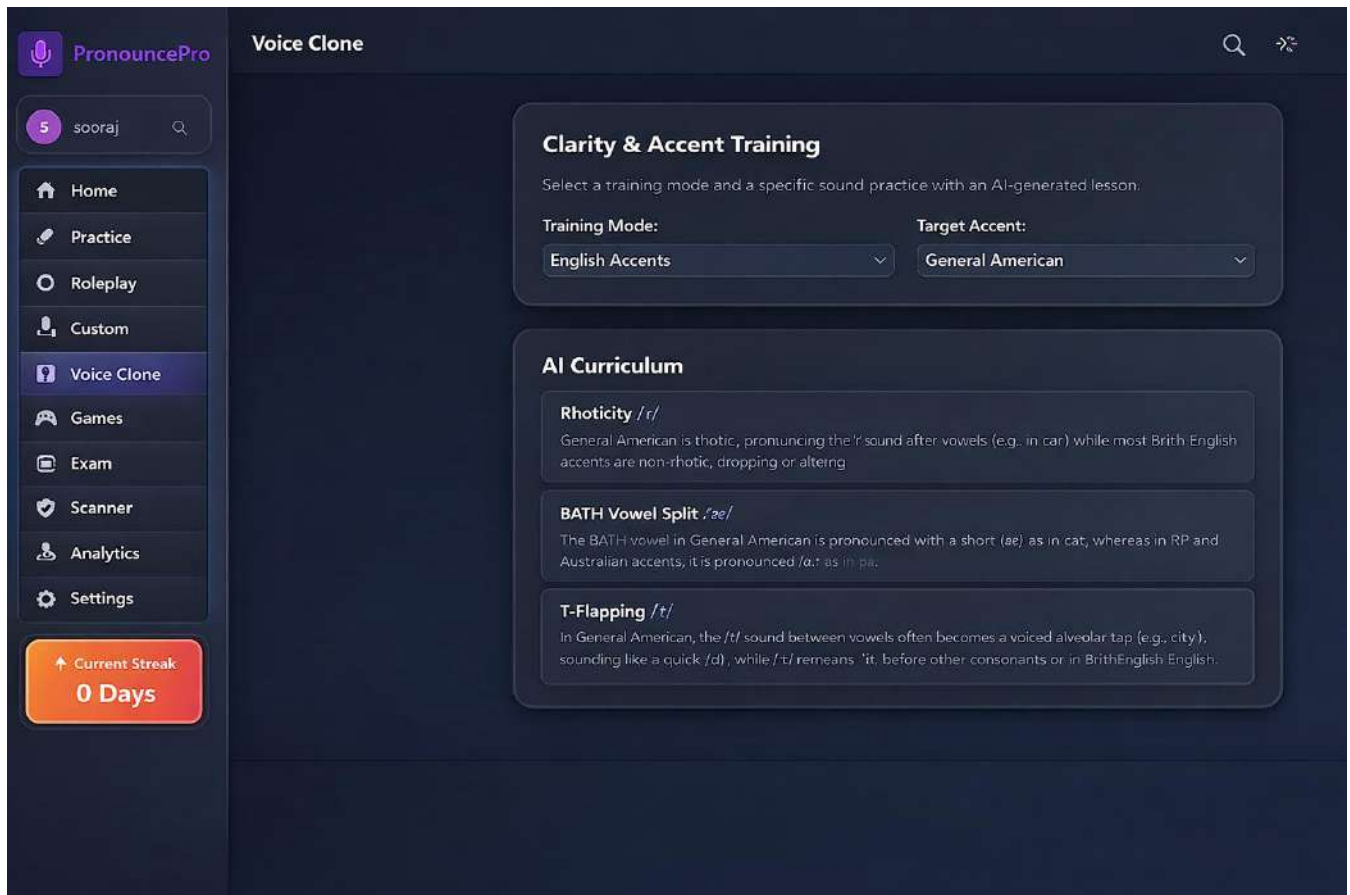 PronouncePro
Voice Clone
5 sooraj
Home
Practice
Roleplay
Custom
Voice Clone
Games
Exam
Scanner
Analytics
Settings
Current Streak
0 Days
Clarity & Accent Training
Select a training mode and a specific sound practice with an AI-generated lesson.
Training Mode:
Target Accent:
English Accents
General American
AI Curriculum
Rhoticity /r/
General American is thotic, promuncing the 'r' sound after vowels (e.g.. in car) while most Brith English
accents are non-rhotic, dropping or alterng
BATH Vowel Split /æ/
The BATH vowel in General American is pronounced with a short (æ) as in cat, whereas in RP and
Australian accents, it is pronounced /ɑ.ː as in pa.
T-Flapping /t/
In General American, the /t/ sound between vowels often becomes a voiced alveolar tap (e.g., city),
sounding like a quick /d), while /t/ remeans 'it, before other consonants or in BrithEnglish English.